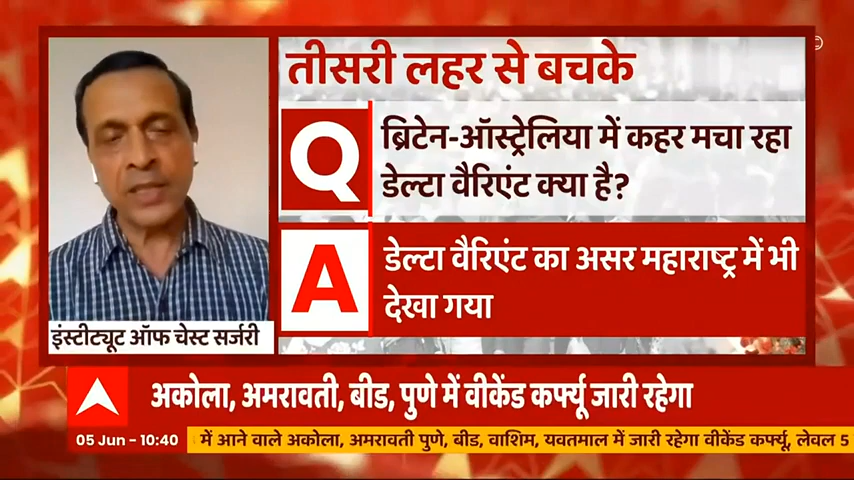 तीसरी लहर से बचके
Q
ब्रिटेन-ऑस्ट्रेलिया में कहर मचा रहा
डेल्टा वैरिएंट क्या है?
A
डेल्टा वैरिएंट का असर महाराष्ट्र में भी
देखा गया
इंस्टीट्यूट ऑफ चेस्ट सर्जरी
अकोला, अमरावती, बीड, पुणे में वीकेंड कर्फ्यू जारी रहेगा
05 Jun - 10:40
में आने वाले अकोला, अमरावती पुणे, बीड, वाशिम, यवतमाल में जारी रहेगा वीकेंड कर्फ्यू, लेवल 5